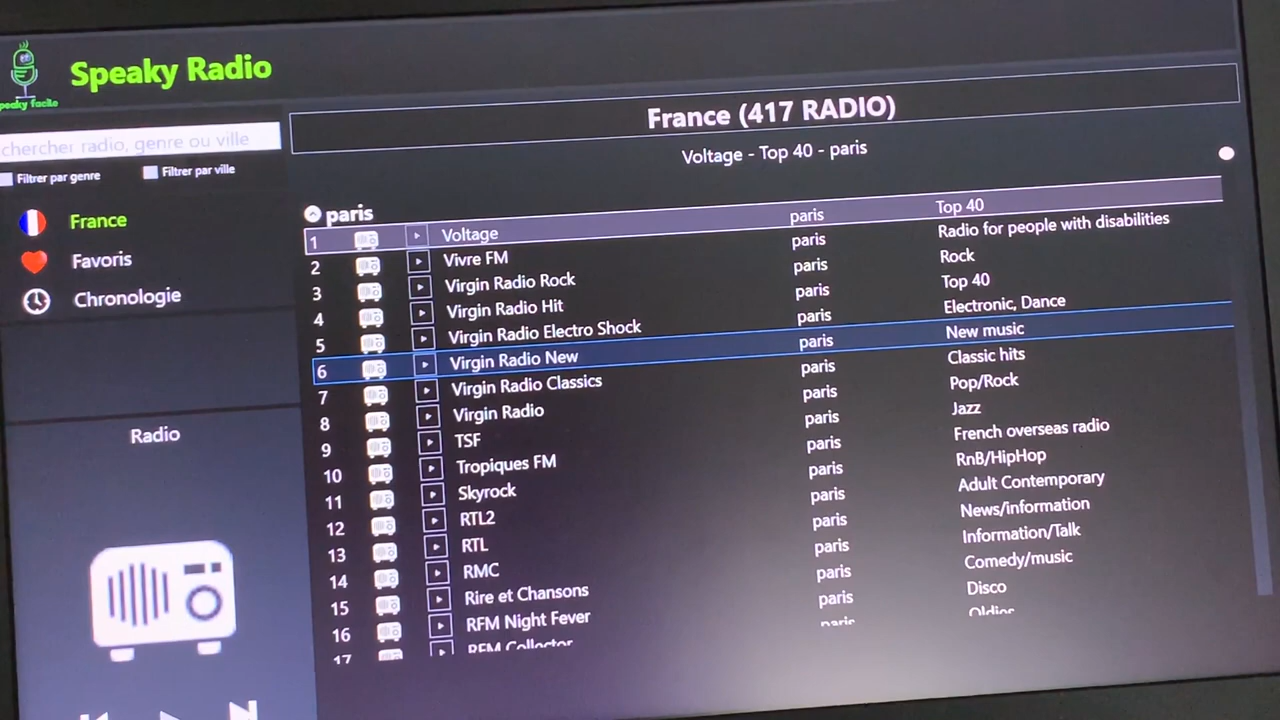 Speaky Radio
peaky facile
France (417 RADIO)
chercher radio, genre ou ville
Voltage - Top 40 - paris
Filtrer par genre Filtrer par ville
France
Favoris
Chronologie
paris
1 Voltage paris Top 40
2 Vivre FM paris Radio for people with disabilities
3 Virgin Radio Rock paris Rock
4 Virgin Radio Hit paris Top 40
5 Virgin Radio Electro Shock paris Electronic, Dance
6 Virgin Radio New paris New music
7 Virgin Radio Classics paris Classic hits
8 Virgin Radio paris Pop/Rock
9 TSF paris Jazz
10 Tropiques FM paris French overseas radio
11 Skyrock paris RnB/HipHop
12 RTL2 paris Adult Contemporary
13 RTL paris News/information
14 RMC paris Information/Talk
15 Rire et Chansons paris Comedy/music
16 RFM Night Fever paris Disco
17 RFM Collector paris Oldies
Radio